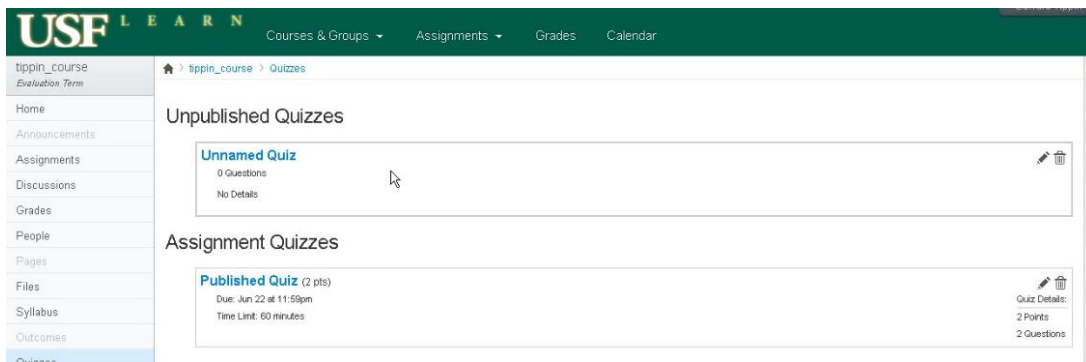 USF LEARN
Courses & Groups Assignments Grades Calendar
tippin_course
Evaluation Term
Home
Announcements
Assignments
Discussions
Grades
People
Pages
Files
Syllabus
Outcomes
Quizzes
> tippin_course > Quizzes
Unpublished Quizzes
Unnamed Quiz
0 Questions
No Details
Assignment Quizzes
Published Quiz (2 pts)
Due: Jun 22 at 11:59pm
Time Limit: 60 minutes
Quiz Details:
2 Points
2 Questions